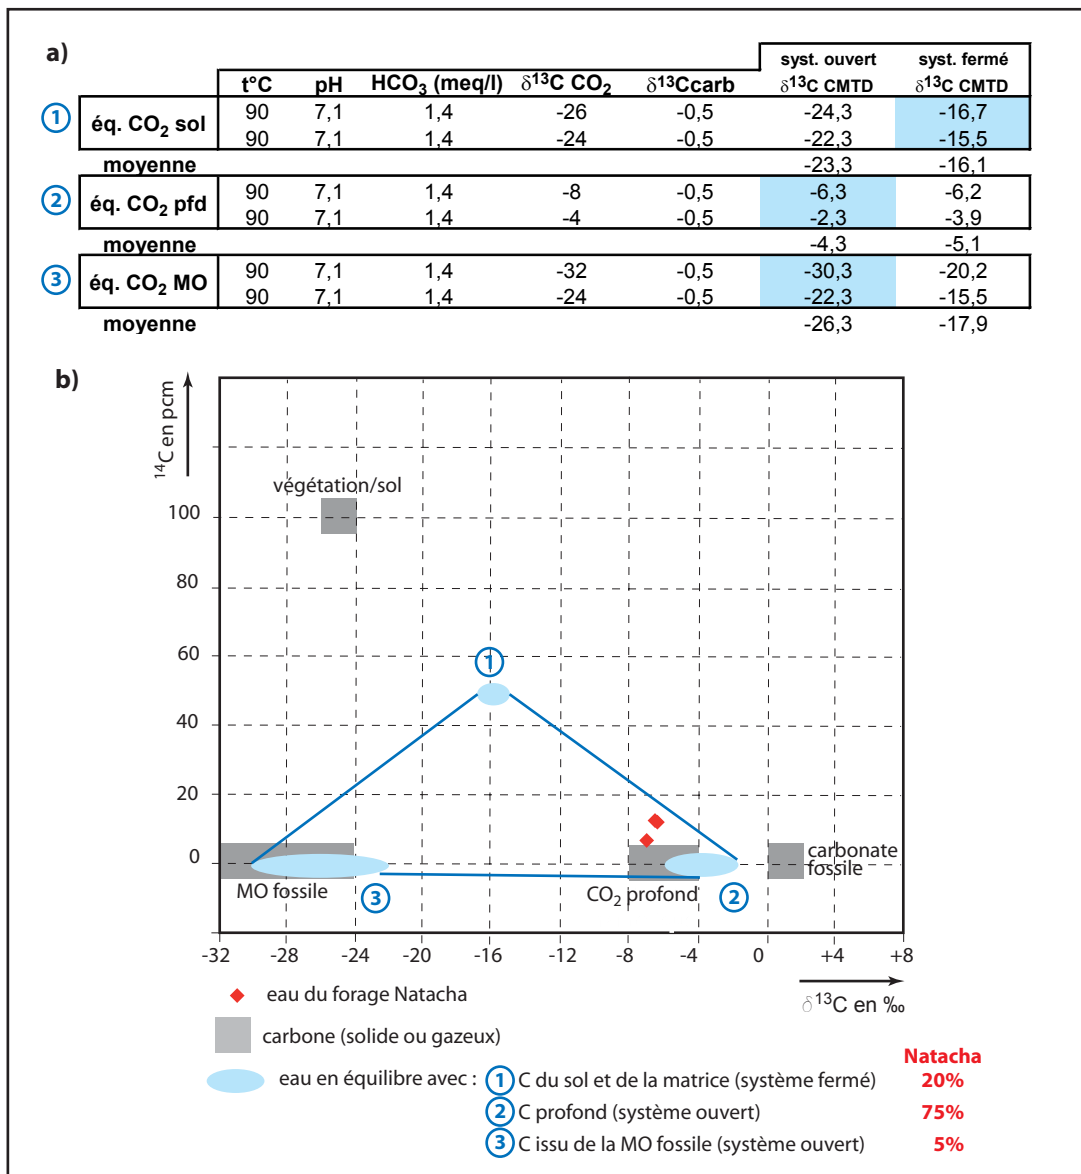 a)
syst. ouvert syst. fermé
t°C pH HCO3 (meq/l) δ13C CO2 δ13Ccarb δ13C CMTD δ13C CMTD
1 éq. CO2 sol 90 7,1 1,4 -26 -0,5 -24,3 -16,7
90 7,1 1,4 -24 -0,5 -22,3 -15,5
moyenne -23,3 -16,1
2 éq. CO2 pfd 90 7,1 1,4 -8 -0,5 -6,3 -6,2
90 7,1 1,4 -4 -0,5 -2,3 -3,9
moyenne -4,3 -5,1
3 éq. CO2 MO 90 7,1 1,4 -32 -0,5 -30,3 -20,2
90 7,1 1,4 -24 -0,5 -22,3 -15,5
moyenne -26,3 -17,9
b)
14C en pcm
végétation/sol
100
80
60
1
40
20
0
carbonate
fossile
MO fossile
3
CO2 profond
2
-32 -28 -24 -20 -16 -12 -8 -4 0 +4 +8
δ13C en ‰
eau du forage Natacha
carbone (solide ou gazeux)
Natacha
eau en équilibre avec : 1 C du sol et de la matrice (système fermé) 20%
2 C profond (système ouvert) 75%
3 C issu de la MO fossile (système ouvert) 5%